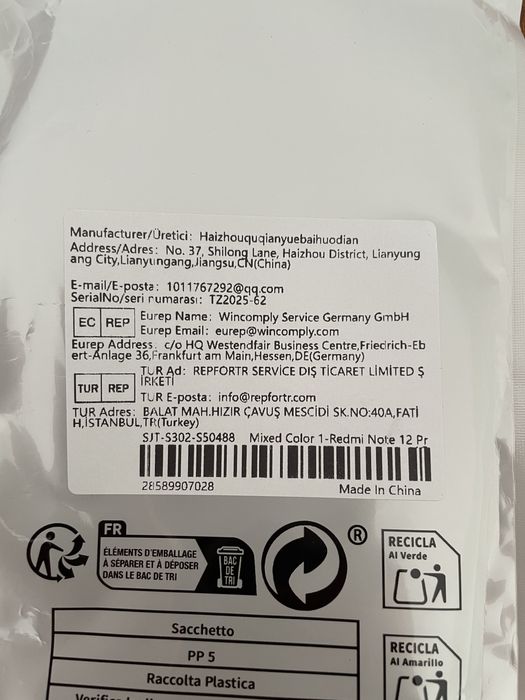 Manufacturer/Üretici: Haizhouquqianyuebaihuodian
Address/Adres: No. 37, Shilong Lane, Haizhou District, Lianyung
ang City,Lianyungang,Jiangsu,CN(China)
E-mail/E-posta: 1011767292@qq.com
SerialNo/seri numarası: TZ2025-62
EC REP
Eurep Name: Wincomply Service Germany GmbH
Eurep Email: eurep@wincomply.com
Eurep Address: c/o HQ Westendfair Business Centre,Friedrich-Eb
ert-Anlage 36,Frankfurt am Main,Hessen,DE(Germany)
TUR REP
TUR Ad: REPFORTR SERVICE DIŞ TİCARET LİMİTED Ş
İRKETİ
TUR E-posta: info@repfortr.com
TUR Adres: BALAT MAH.HIZIR ÇAVUŞ MESCİDİ SK.NO:40A,FATİ
H,İSTANBUL,TR(Turkey)
SJT-S302-S50488 Mixed Color 1-Redmi Note 12 Pr
28589907028 Made In China
FR
ÉLÉMENTS D'EMBALLAGE
À SÉPARER ET À DÉPOSER
DANS LE BAC DE TRI
BAC
DE
TRI
®
RECICLA
Al Verde
Sacchetto
PP 5
Raccolta Plastica
RECICLA
Al Amarillo